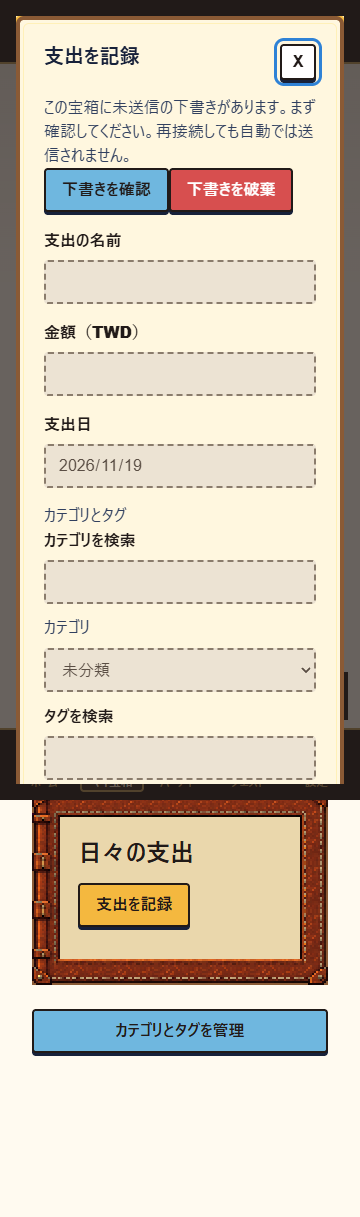 支出を記録
X
この宝箱に未送信の下書きがあります。まず
確認してください。再接続しても自動では送
信されません。
下書きを確認
下書きを破棄
支出の名前
金額（TWD）
支出日
2026/11/19
カテゴリとタグ
カテゴリを検索
カテゴリ
未分類
タグを検索
日々の支出
支出を記録
カテゴリとタグを管理